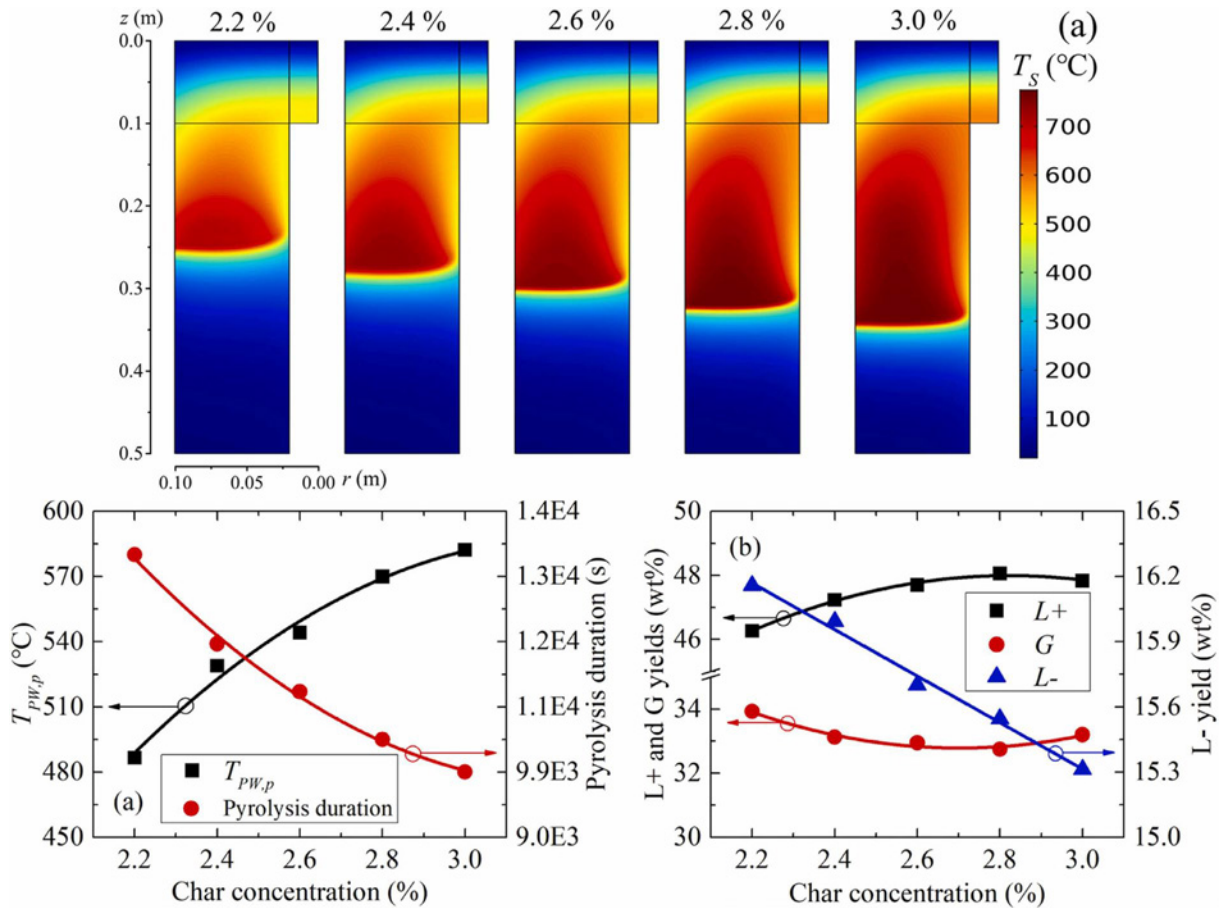 z (m) 2.2 % 2.4 % 2.6 % 2.8 % 3.0 % (a)
T_S (°C)
0.0
0.1
0.2
0.3
0.4
0.5
700
600
500
400
300
200
100
0.10 0.05 0.00 r (m)
600
570
540
510
480
450
T_PW,p (°C)
1.4E4
1.3E4
1.2E4
1.1E4
9.9E3
9.0E3
Pyrolysis duration (s)
(a)
T_PW,p
Pyrolysis duration
2.2 2.4 2.6 2.8 3.0
Char concentration (%)
50
48
46
34
32
30
L+ and G yields (wt%)
16.5
16.2
15.9
15.6
15.3
15.0
L- yield (wt%)
(b)
L+
G
L-
2.2 2.4 2.6 2.8 3.0
Char concentration (%)